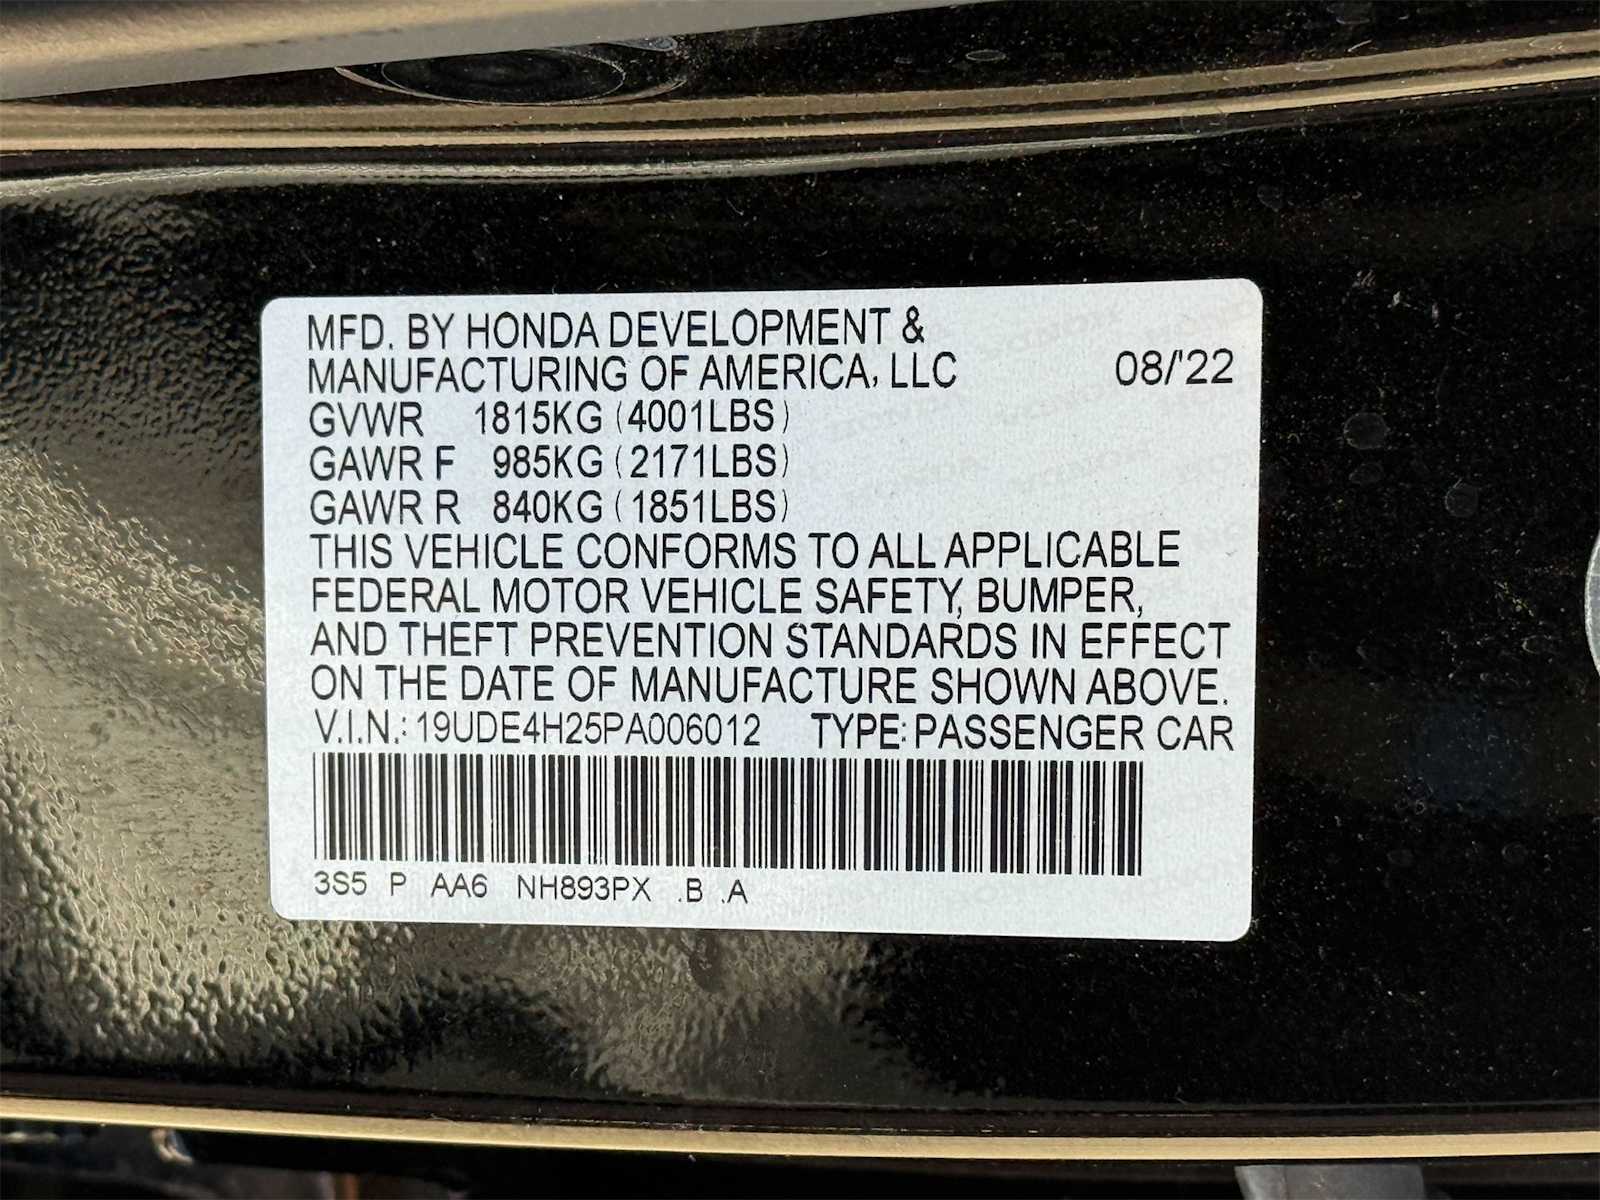 MFD. BY HONDA DEVELOPMENT &
MANUFACTURING OF AMERICA, LLC 08/'22
GVWR 1815KG (4001LBS)
GAWR F 985KG (2171LBS)
GAWR R 840KG (1851LBS)
THIS VEHICLE CONFORMS TO ALL APPLICABLE
FEDERAL MOTOR VEHICLE SAFETY, BUMPER,
AND THEFT PREVENTION STANDARDS IN EFFECT
ON THE DATE OF MANUFACTURE SHOWN ABOVE.
V.I.N.: 19UDE4H25PA006012 TYPE: PASSENGER CAR
3S5 P AA6 NH893PX .B .A